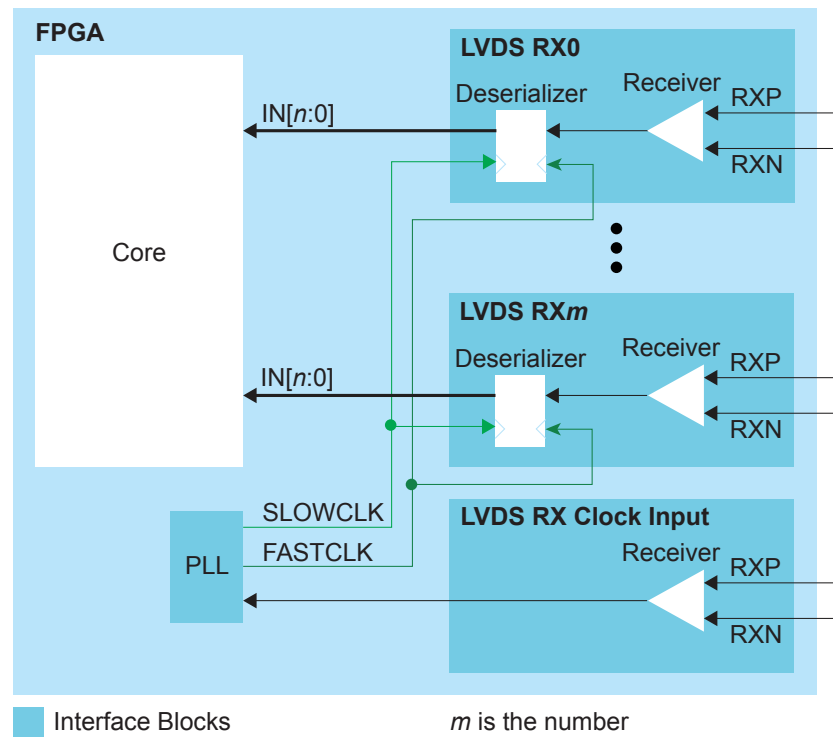 FPGA
LVDS RX0
Deserializer
Receiver
RXP
RXN
IN[n:0]
Core
LVDS RXm
Deserializer
Receiver
RXP
RXN
IN[n:0]
SLOWCLK
FASTCLK
PLL
LVDS RX Clock Input
Receiver
RXP
RXN
Interface Blocks
m is the number